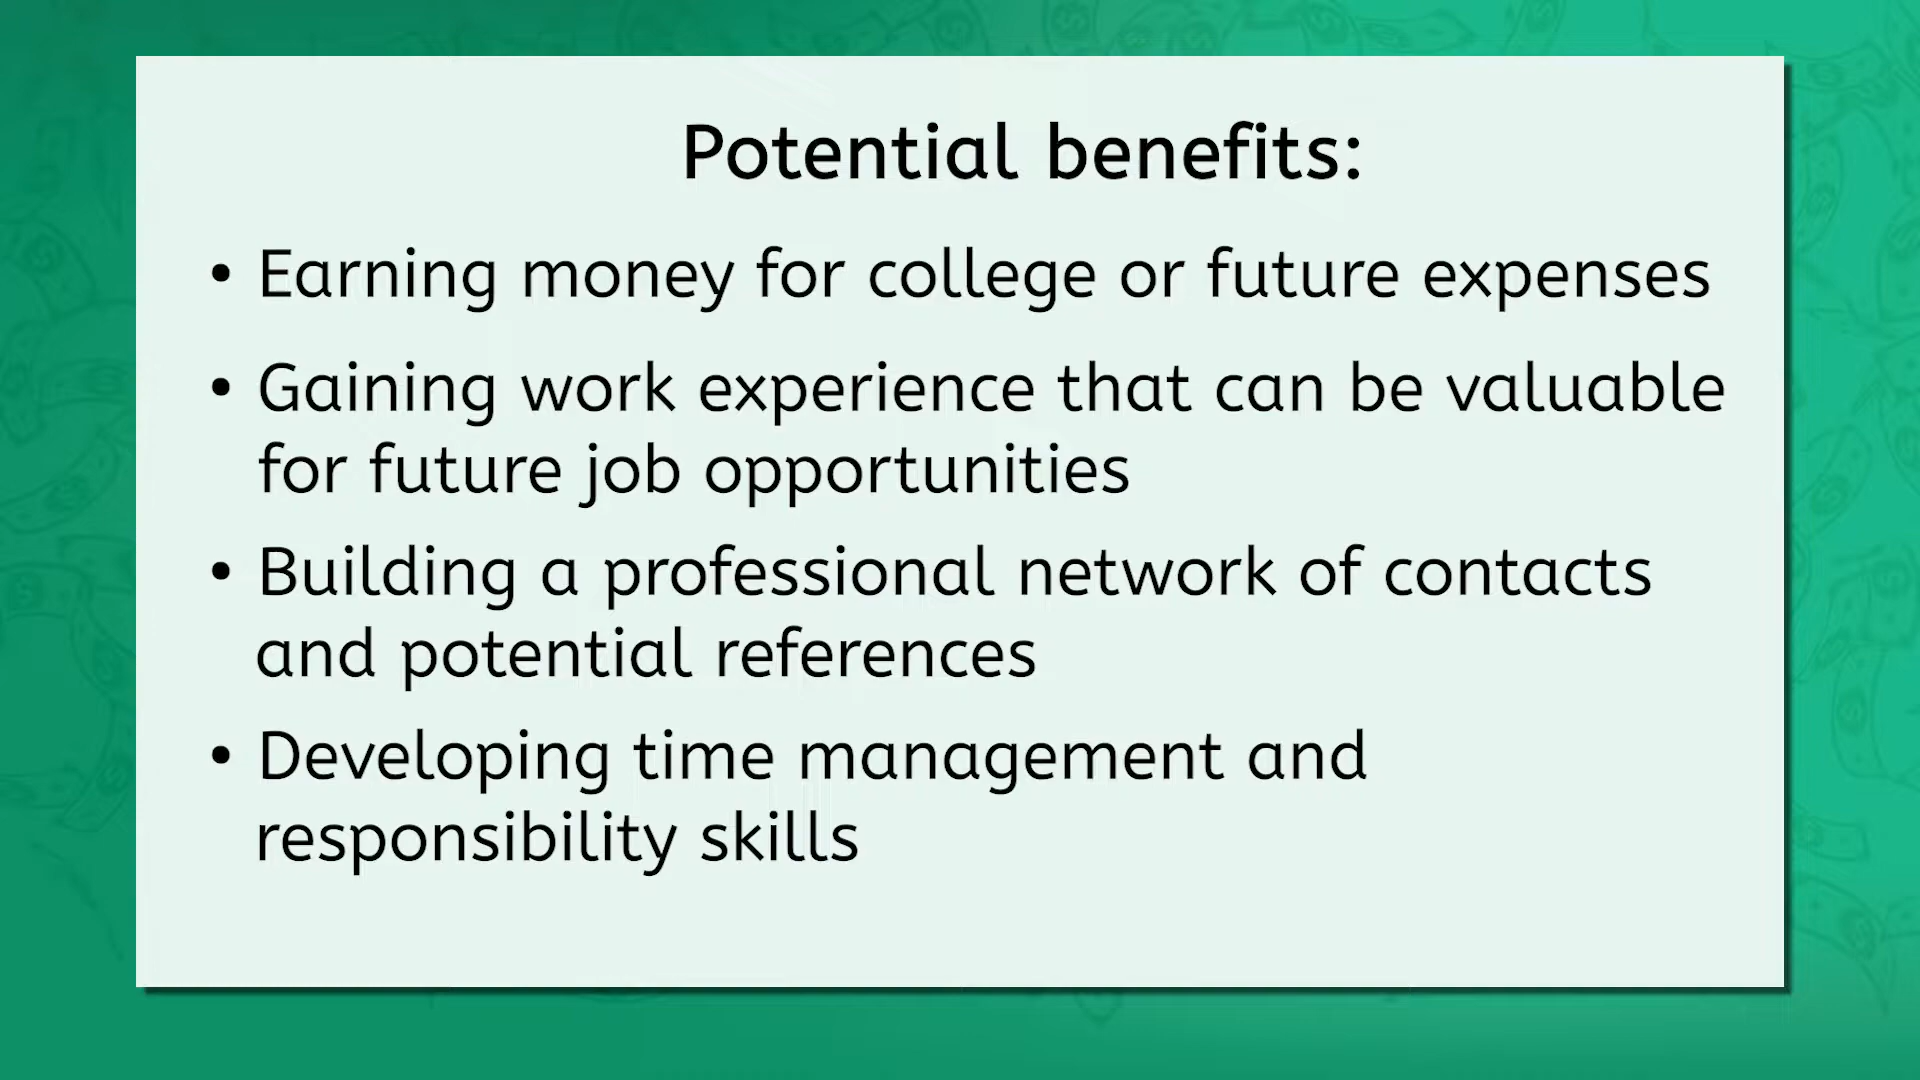 Potential benefits:
• Earning money for college or future expenses
• Gaining work experience that can be valuable
for future job opportunities
• Building a professional network of contacts
and potential references
• Developing time management and
responsibility skills